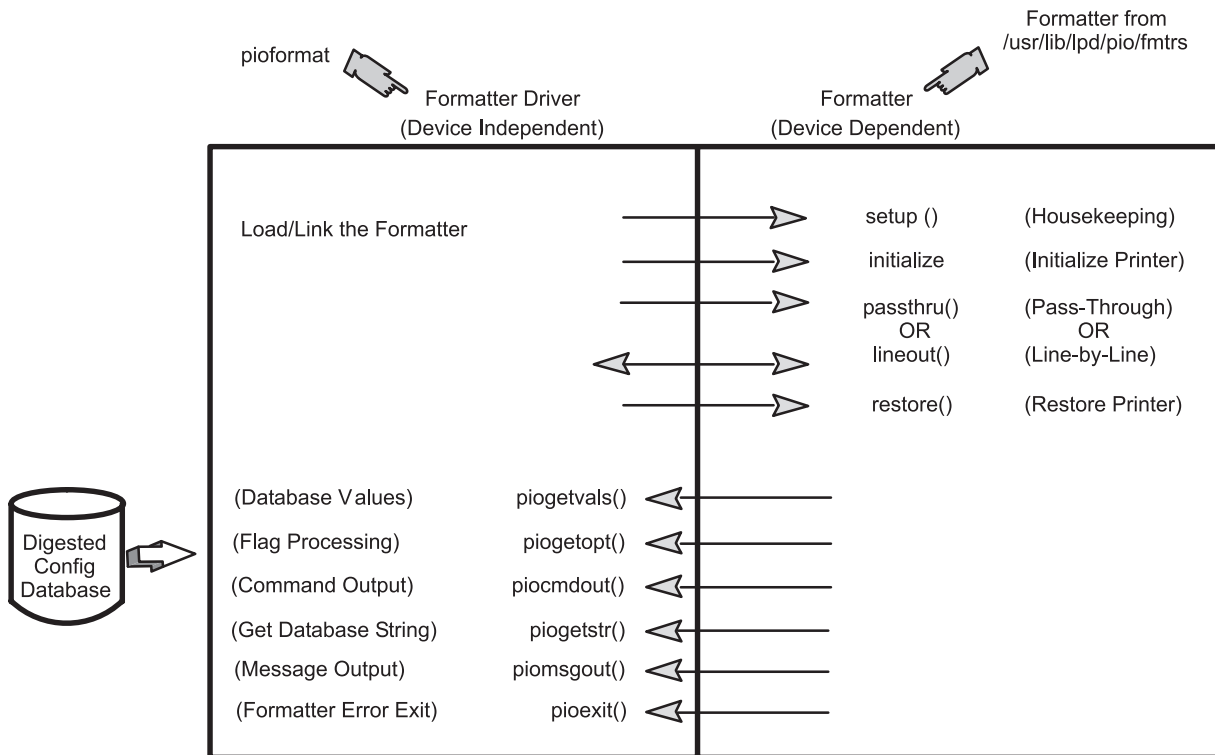 pioformat
Formatter from
/usr/lib/lpd/pio/fmtrs
Formatter Driver
(Device Independent)
Formatter
(Device Dependent)
Load/Link the Formatter
setup () (Housekeeping)
initialize (Initialize Printer)
passthru() (Pass-Through)
OR OR
lineout() (Line-by-Line)
restore() (Restore Printer)
Digested
Config
Database
(Database Values) piogetvals()
(Flag Processing) piogetopt()
(Command Output) piocmdout()
(Get Database String) piogetstr()
(Message Output) piomsgout()
(Formatter Error Exit) pioexit()